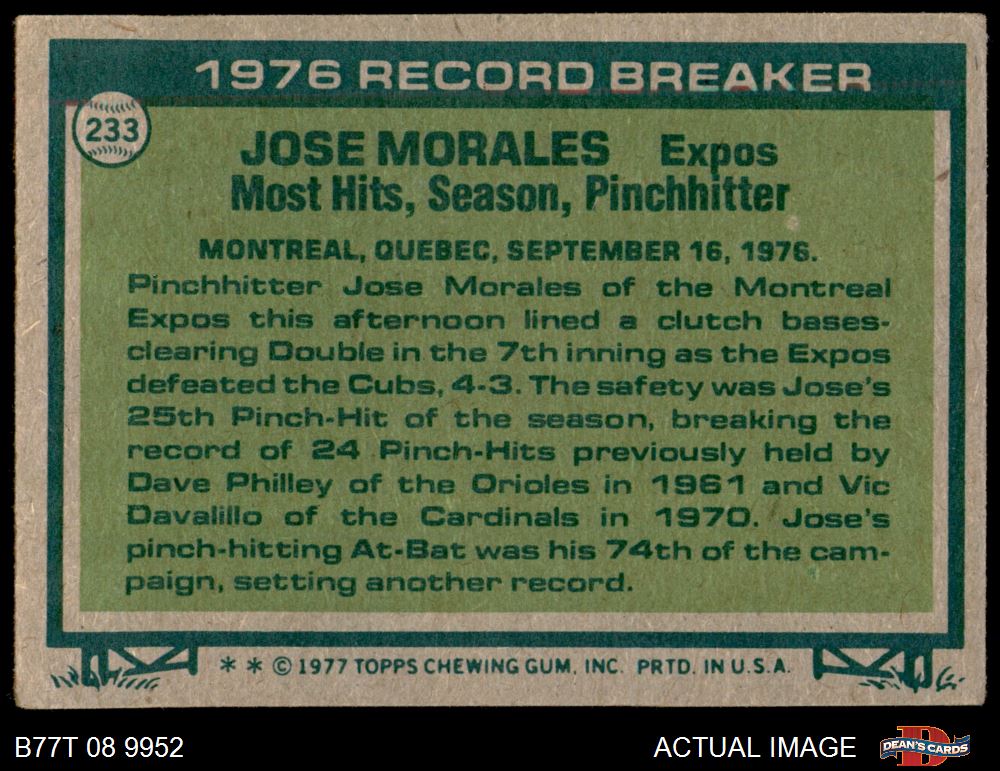 1976 RECORD BREAKER
233
JOSE MORALES Expos
Most Hits, Season, Pinchhitter
MONTREAL, QUEBEC, SEPTEMBER 16, 1976.
Pinchhitter Jose Morales of the Montreal
Expos this afternoon lined a clutch bases-
clearing Double in the 7th inning as the Expos
defeated the Cubs, 4-3. The safety was Jose's
25th Pinch-Hit of the season, breaking the
record of 24 Pinch-Hits previously held by
Dave Philley of the Orioles in 1961 and Vic
Davalillo of the Cardinals in 1970. Jose's
pinch-hitting At-Bat was his 74th of the cam-
paign, setting another record.
* * © 1977 TOPPS CHEWING GUM, INC. PRTD. IN U.S.A.
B77T 08 9952
ACTUAL IMAGE
DEAN'S CARDS